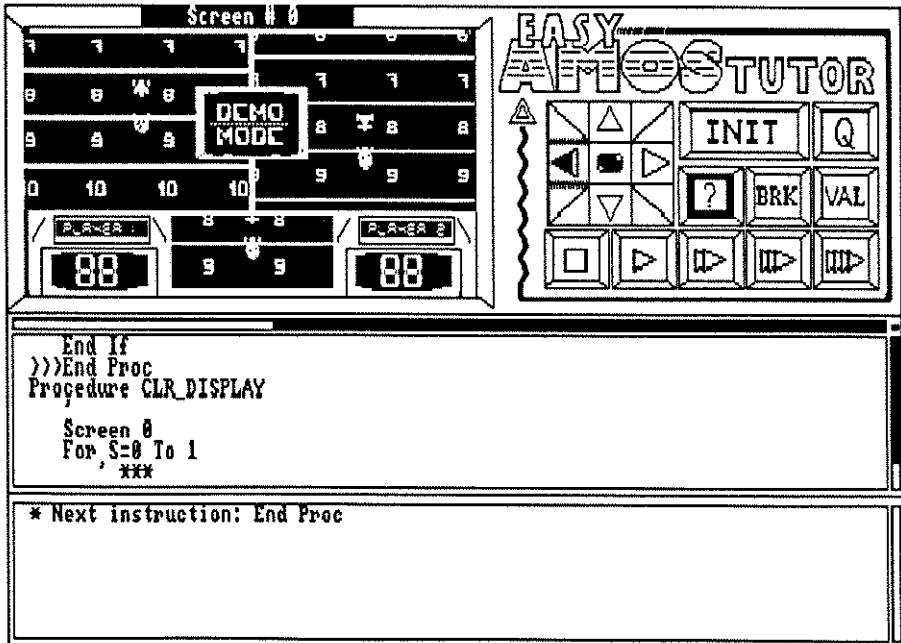 Screen # 0
7 7 7 7 8 8 8
8 8 8 7 7 7
DEMO
MODE
9 9 9 8 8 8
10 10 10 10 9 9 9
PLAYER 1
8 8
PLAYER 2
88
9 9
88
EASY
AMOS TUTOR
INIT
Q
?
BRK
VAL
End If
>>>End Proc
Procedure CLR_DISPLAY
'
Screen 0
For S=0 To 1
' ***
* Next instruction: End Proc